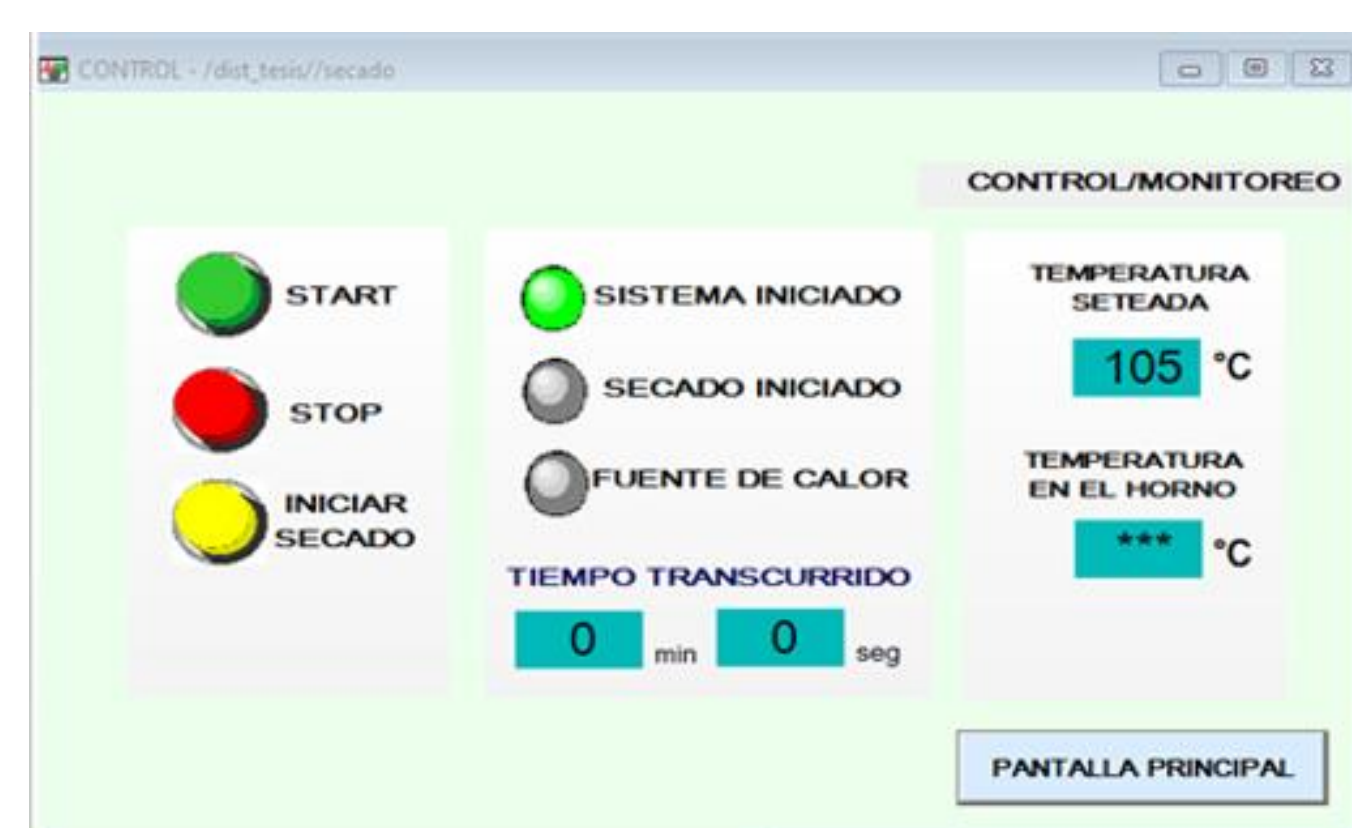 CONTROL - /dist_tesis//secado
CONTROL/MONITOREO
START
STOP
INICIAR
SECADO
SISTEMA INICIADO
SECADO INICIADO
FUENTE DE CALOR
TIEMPO TRANSCURRIDO
0 min 0 seg
TEMPERATURA
SETEADA
105 °C
TEMPERATURA
EN EL HORNO
*** °C
PANTALLA PRINCIPAL